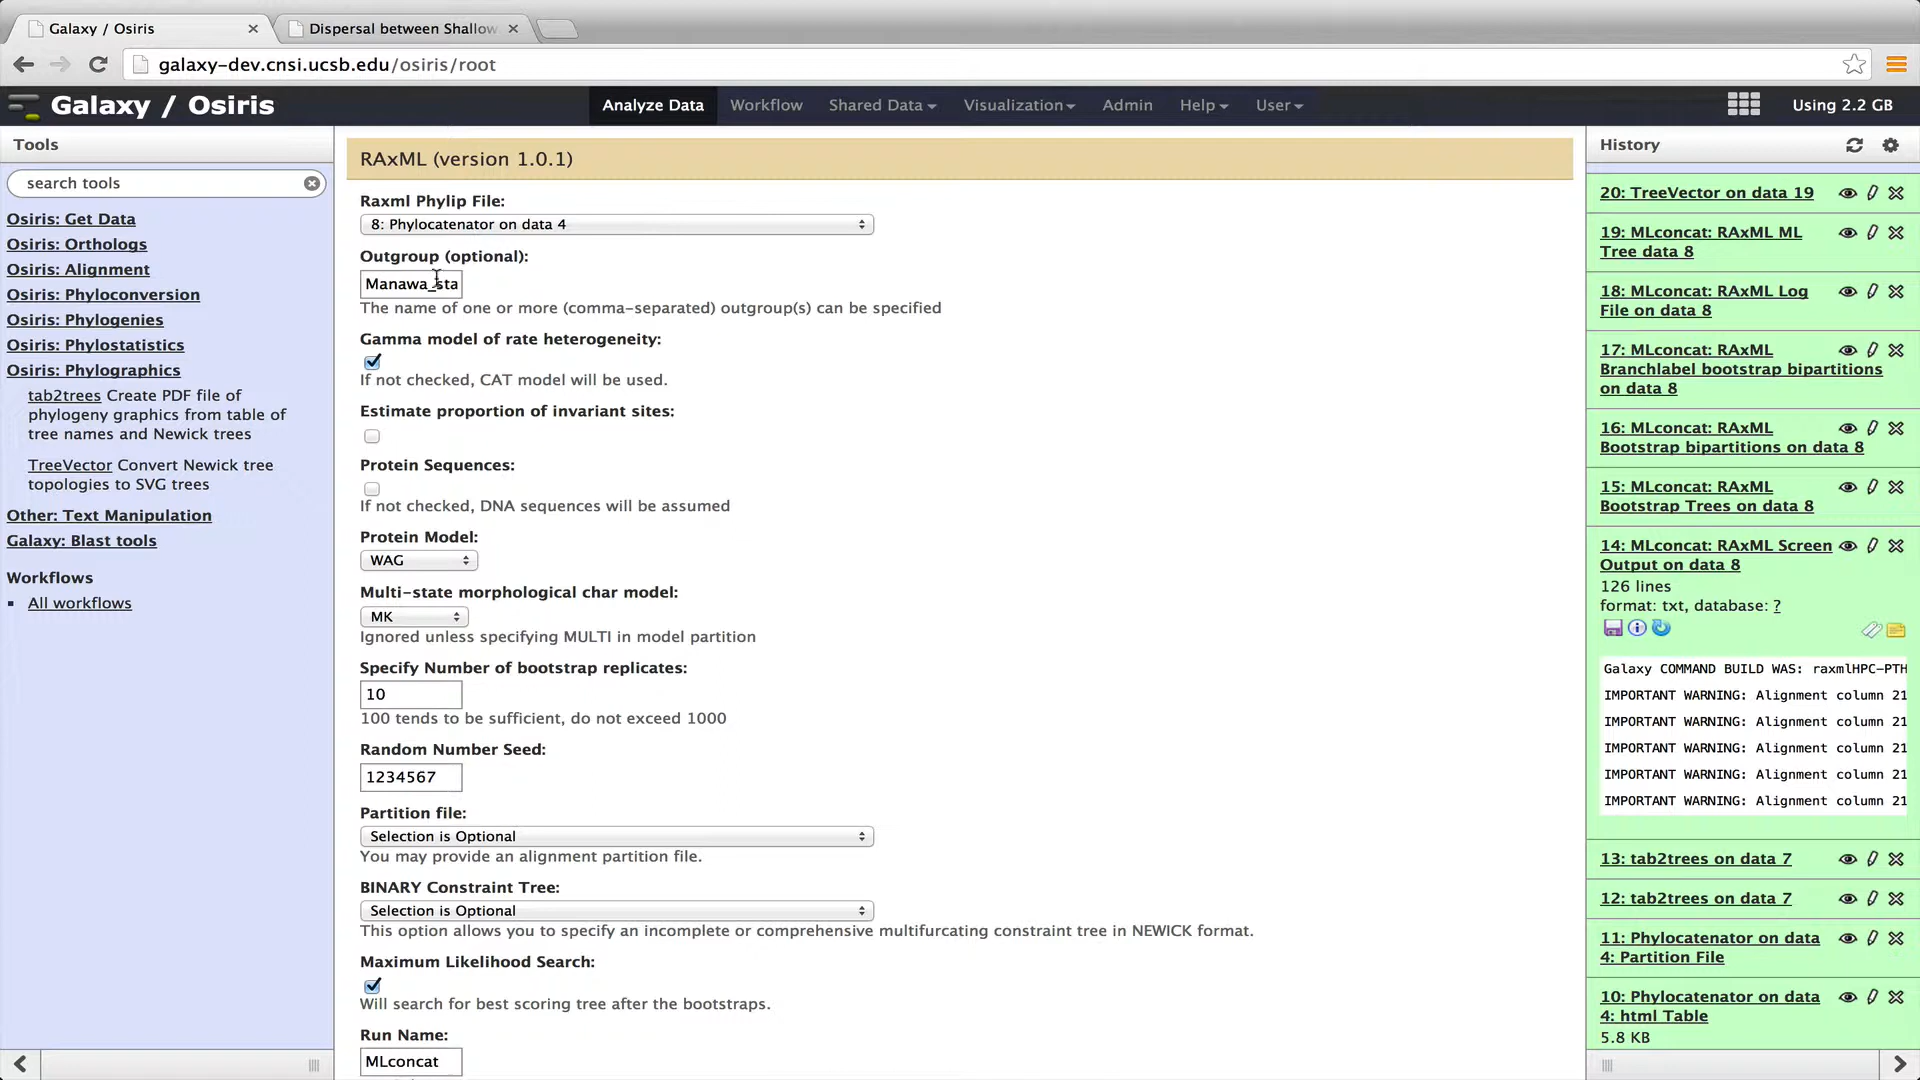 Galaxy / Osiris
Dispersal between Shallow
galaxy-dev.cnsi.ucsb.edu/osiris/root
Galaxy / Osiris
Analyze Data
Workflow
Shared Data
Visualization
Admin
Help
User
Using 2.2 GB
Tools
search tools
Osiris: Get Data
Osiris: Orthologs
Osiris: Alignment
Osiris: Phyloconversion
Osiris: Phylogenies
Osiris: Phylostatistics
Osiris: Phylographics
tab2trees Create PDF file of
phylogeny graphics from table of
tree names and Newick trees
TreeVector Convert Newick tree
topologies to SVG trees
Other: Text Manipulation
Galaxy: Blast tools
Workflows
All workflows
RAxML (version 1.0.1)
Raxml Phylip File:
8: Phylocatenator on data 4
Outgroup (optional):
Manawa_sta
The name of one or more (comma-separated) outgroup(s) can be specified
Gamma model of rate heterogeneity:
If not checked, CAT model will be used.
Estimate proportion of invariant sites:
Protein Sequences:
If not checked, DNA sequences will be assumed
Protein Model:
WAG
Multi-state morphological char model:
MK
Ignored unless specifying MULTI in model partition
Specify Number of bootstrap replicates:
10
100 tends to be sufficient, do not exceed 1000
Random Number Seed:
1234567
Partition file:
Selection is Optional
You may provide an alignment partition file.
BINARY Constraint Tree:
Selection is Optional
This option allows you to specify an incomplete or comprehensive multifurcating constraint tree in NEWICK format.
Maximum Likelihood Search:
Will search for best scoring tree after the bootstraps.
Run Name:
MLconcat
History
20: TreeVector on data 19
19: MLconcat: RAxML ML
Tree data 8
18: MLconcat: RAxML Log
File on data 8
17: MLconcat: RAxML
Branchlabel bootstrap bipartitions
on data 8
16: MLconcat: RAxML
Bootstrap bipartitions on data 8
15: MLconcat: RAxML
Bootstrap Trees on data 8
14: MLconcat: RAxML Screen
Output on data 8
126 lines
format: txt, database: ?
Galaxy COMMAND BUILD WAS: raxmlHPC-PTH
IMPORTANT WARNING: Alignment column 21
IMPORTANT WARNING: Alignment column 21
IMPORTANT WARNING: Alignment column 21
IMPORTANT WARNING: Alignment column 21
IMPORTANT WARNING: Alignment column 21
13: tab2trees on data 7
12: tab2trees on data 7
11: Phylocatenator on data
4: Partition File
10: Phylocatenator on data
4: html Table
5.8 KB